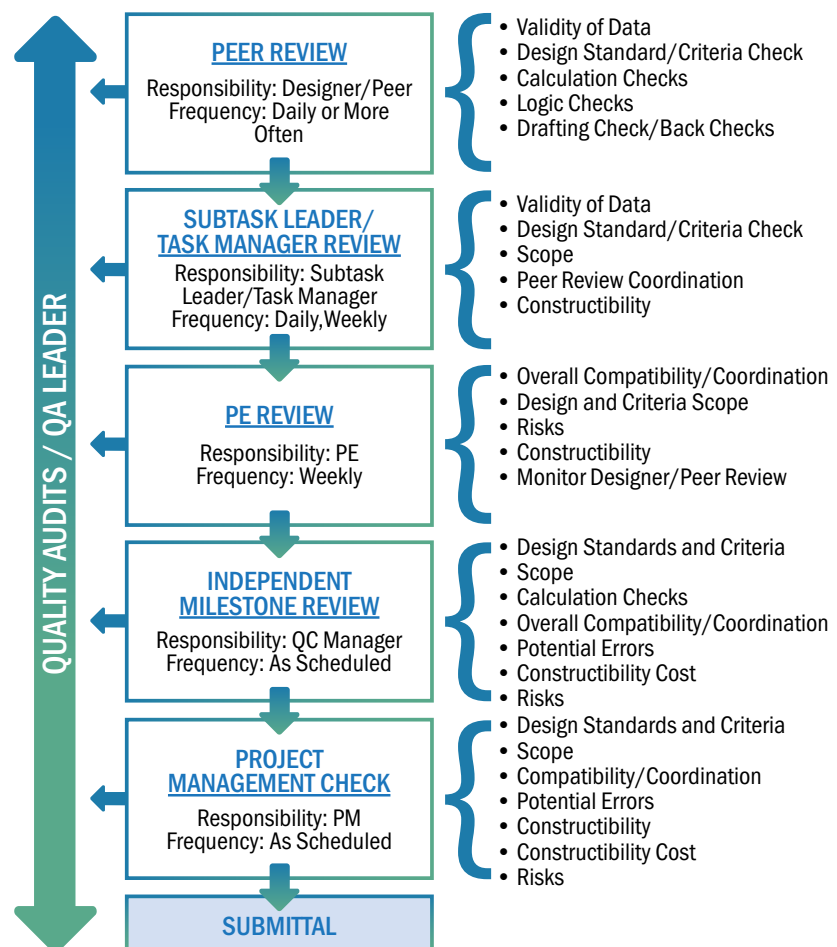 QUALITY AUDITS / QA LEADER
PEER REVIEW
Responsibility: Designer/Peer
Frequency: Daily or More
Often
• Validity of Data
• Design Standard/Criteria Check
• Calculation Checks
• Logic Checks
• Drafting Check/Back Checks
SUBTASK LEADER/
TASK MANAGER REVIEW
Responsibility: Subtask
Leader/Task Manager
Frequency: Daily,Weekly
• Validity of Data
• Design Standard/Criteria Check
• Scope
• Peer Review Coordination
• Constructibility
PE REVIEW
Responsibility: PE
Frequency: Weekly
• Overall Compatibility/Coordination
• Design and Criteria Scope
• Risks
• Constructibility
• Monitor Designer/Peer Review
INDEPENDENT
MILESTONE REVIEW
Responsibility: QC Manager
Frequency: As Scheduled
• Design Standards and Criteria
• Scope
• Calculation Checks
• Overall Compatibility/Coordination
• Potential Errors
• Constructibility Cost
• Risks
PROJECT
MANAGEMENT CHECK
Responsibility: PM
Frequency: As Scheduled
• Design Standards and Criteria
• Scope
• Compatibility/Coordination
• Potential Errors
• Constructibility
• Constructibility Cost
• Risks
SUBMITTAL